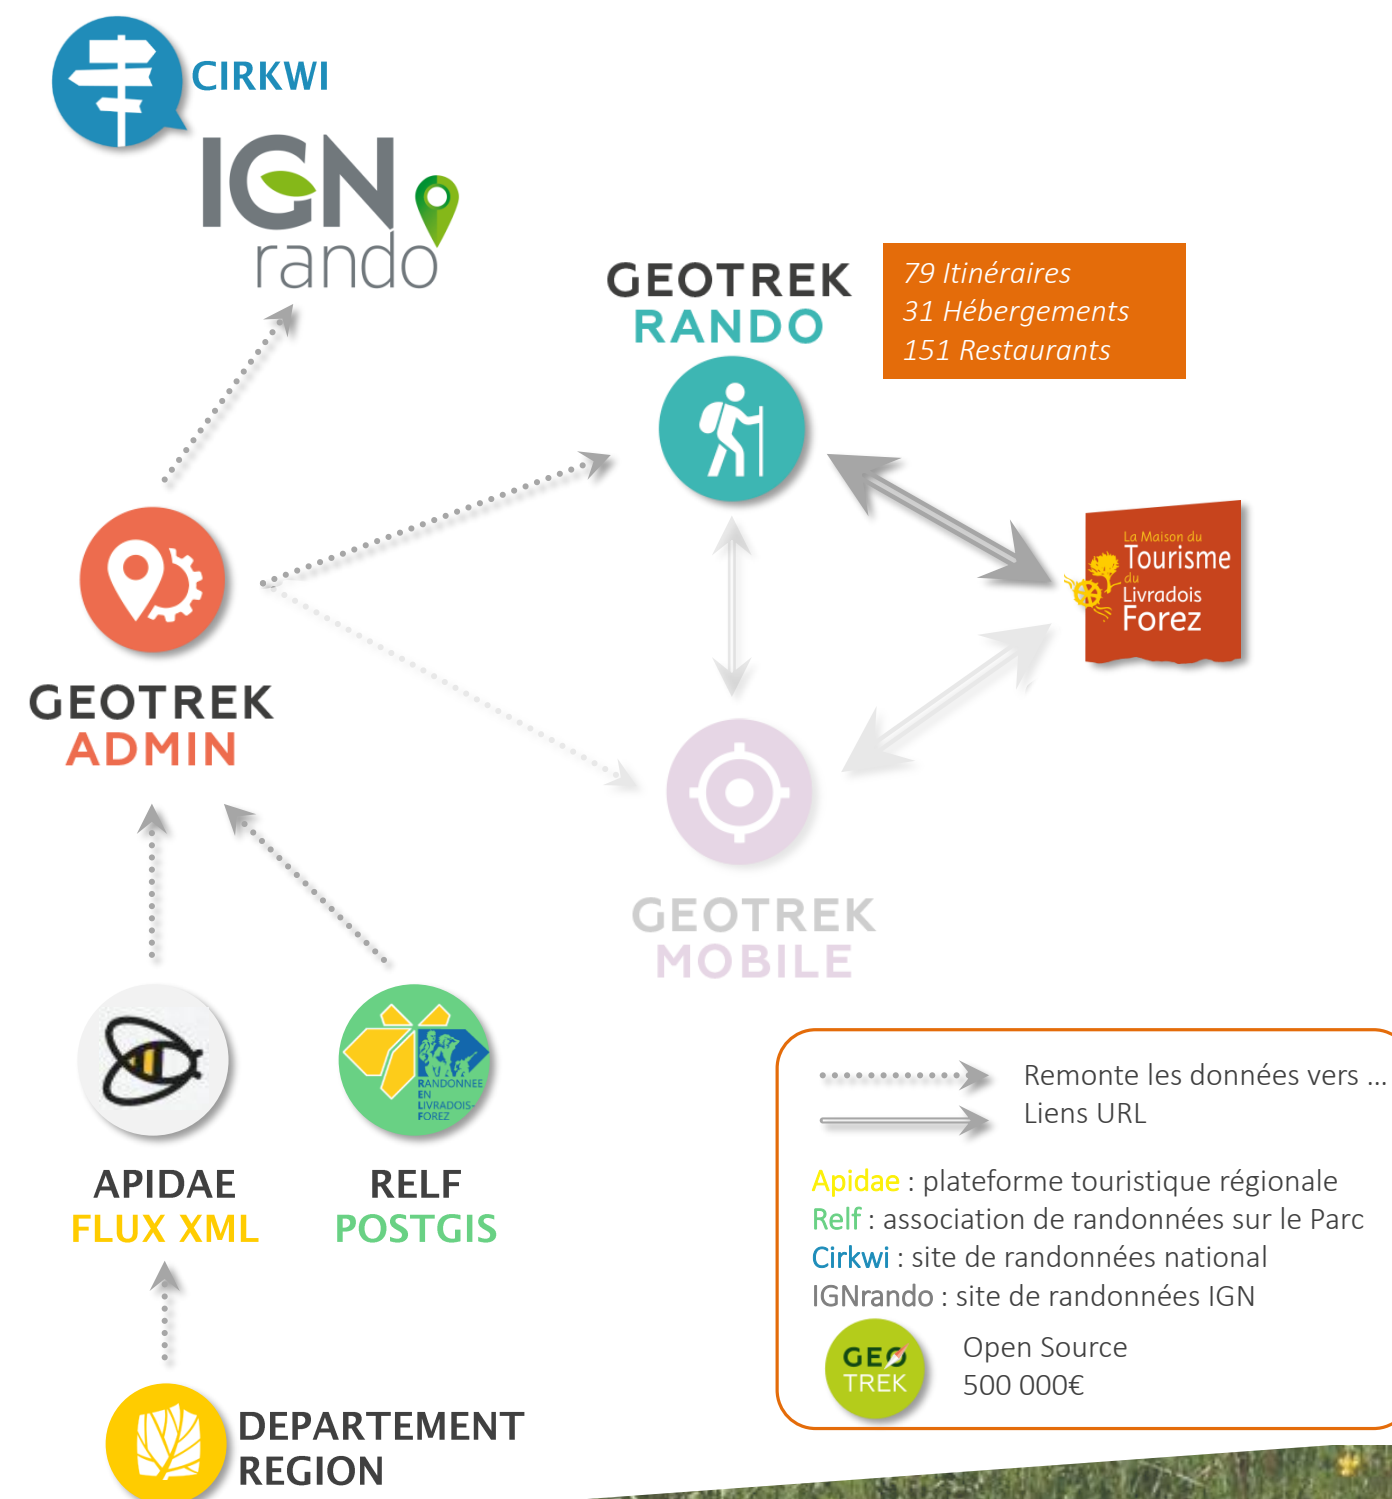 CIRKWI
IGN
rando
GEOTREK
RANDO
79 Itinéraires
31 Hébergements
151 Restaurants
La Maison du
Tourisme
du
Livradois
Forez
GEOTREK
ADMIN
GEOTREK
MOBILE
RANDONNEE
EN
LIVRADOIS-
FOREZ
APIDAE
FLUX XML
RELF
POSTGIS
DEPARTEMENT
REGION
Remonte les données vers ...
Liens URL
Apidae : plateforme touristique régionale
Relf : association de randonnées sur le Parc
Cirkwi : site de randonnées national
IGNrando : site de randonnées IGN
GEO
TREK
Open Source
500 000€